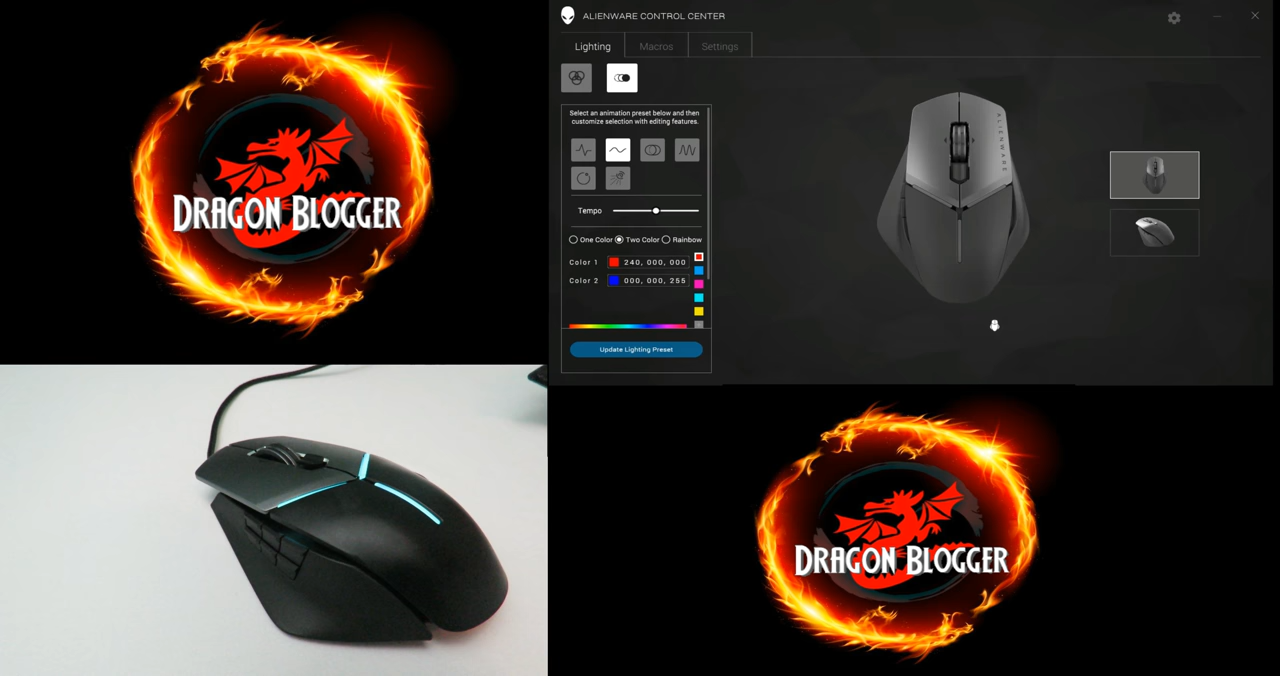 DRAGON BLOGGER
ALIENWARE CONTROL CENTER
Lighting
Macros
Settings
Select an animation preset below and then
customize selection with editing features.
Tempo
One Color
Two Color
Rainbow
Color 1
240, 000, 000
Color 2
000, 000, 255
Update Lighting Preset
ALIENWARE
DRAGON BLOGGER